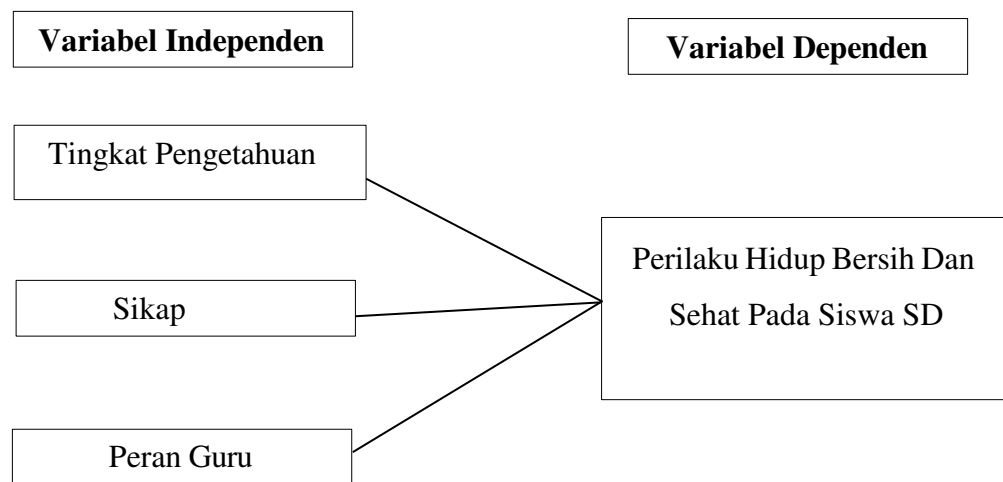 Variabel Independen
Variabel Dependen
Tingkat Pengetahuan
Perilaku Hidup Bersih Dan
Sehat Pada Siswa SD
Sikap
Peran Guru